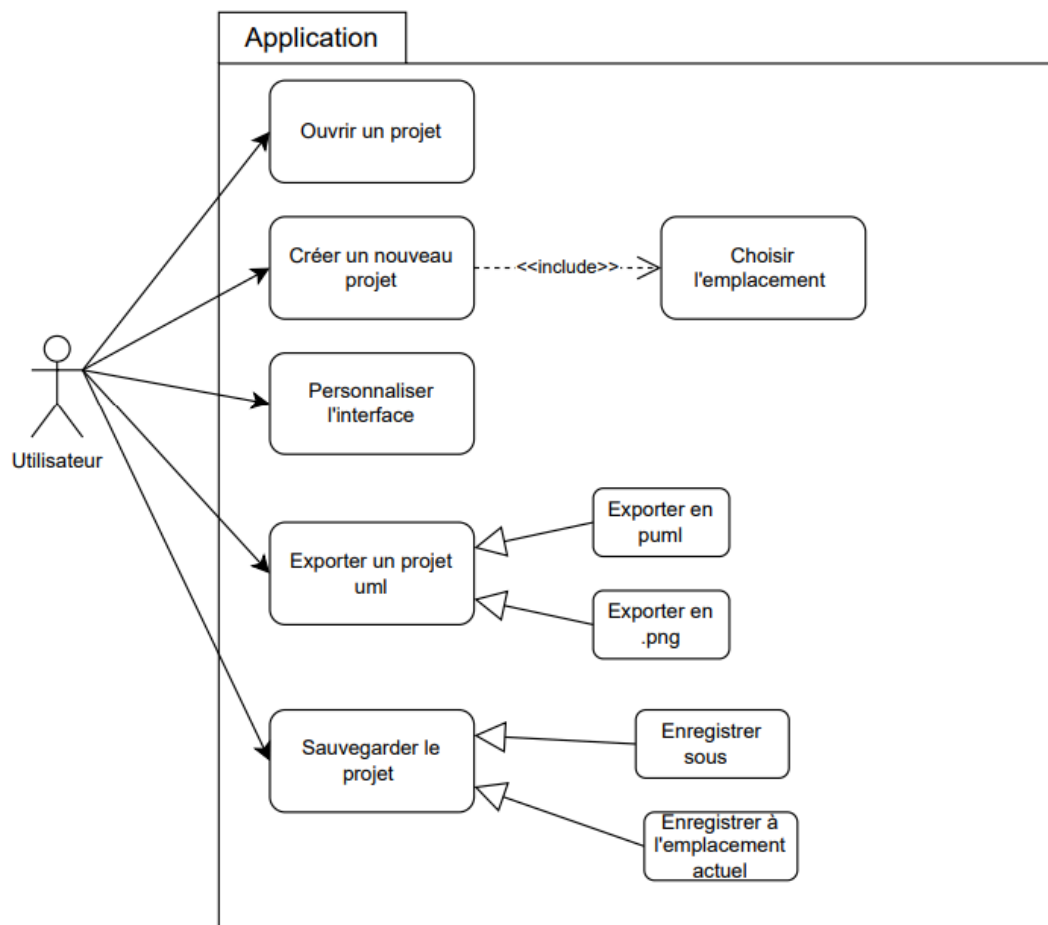 Application
Ouvrir un projet
Créer un nouveau
projet
<<include>>
Choisir
l'emplacement
Personnaliser
l'interface
Utilisateur
Exporter un projet
uml
Exporter en
puml
Exporter en
.png
Sauvegarder le
projet
Enregistrer
sous
Enregistrer à
l'emplacement
actuel